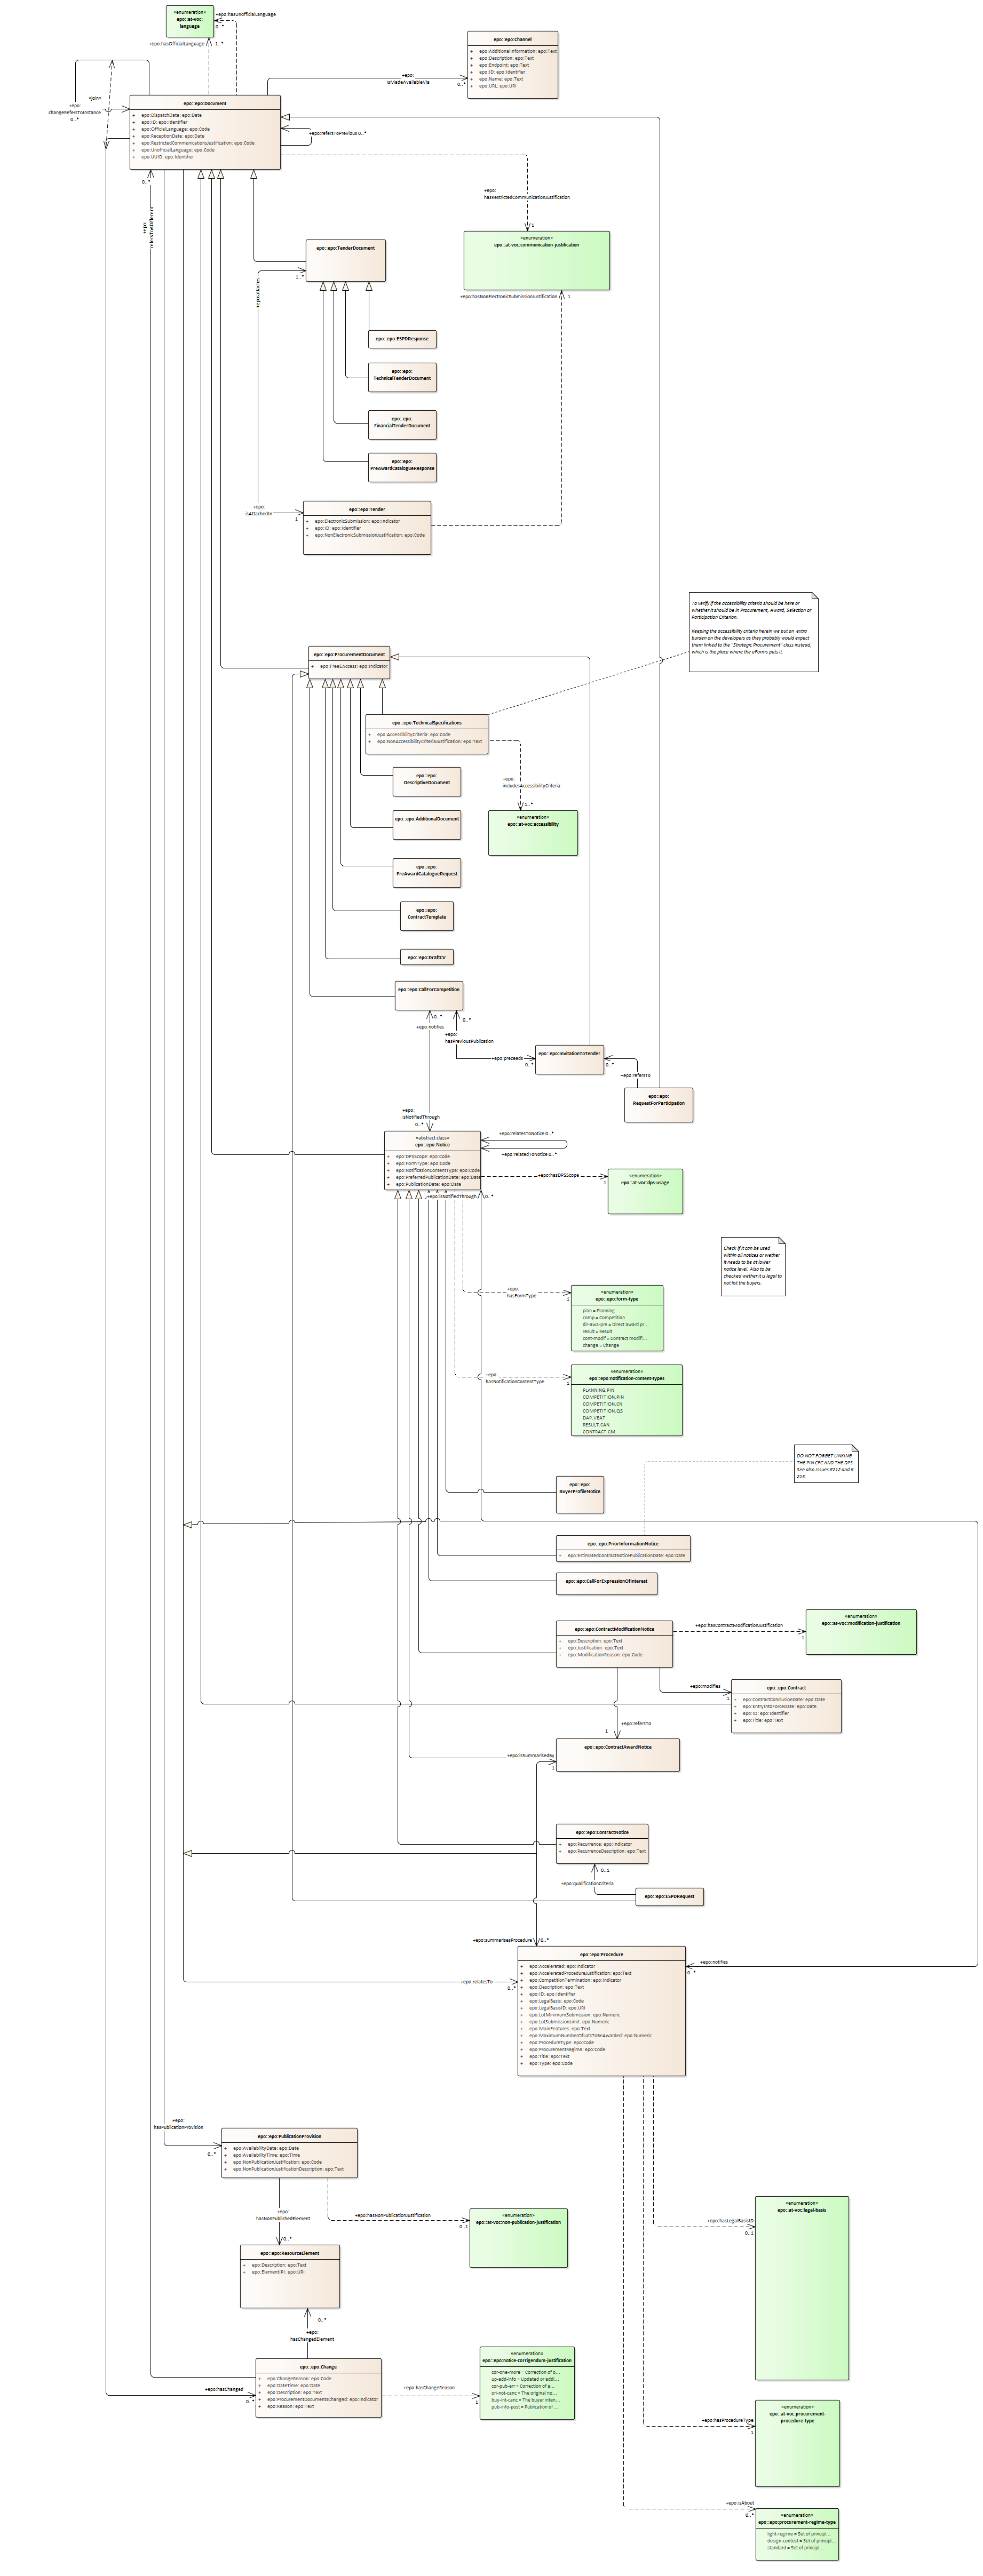 «enumeration»
epo::at-voc:
language
+epo:hasUnofficialLanguage
0..*
+epo:hasOfficialLanguage
1..*
epo::epo:Channel
+ epo:AdditionalInformation: epo:Text
+ epo:Description: epo:Text
+ epo:Endpoint: epo:Text
+ epo:ID: epo:Identifier
+ epo:Name: epo:Text
+ epo:URL: epo:URI
+epo:
isMadeAvailableVia
0..*
«join»
+epo:
changeRefersToInstance
0..*
epo::epo:Document
+ epo:DispatchDate: epo:Date
+ epo:ID: epo:Identifier
+ epo:OfficialLanguage: epo:Code
+ epo:ReceptionDate: epo:Date
+ epo:RestrictedCommunicationsJustification: epo:Code
+ epo:UnofficialLanguage: epo:Code
+ epo:UUID: epo:Identifier
+epo:refersToPrevious 0..*
0..*
+epo:
+epo:
hasRestrictedCommunicationJustification
1
«enumeration»
epo::at-voc:communication-justification
+epo:hasNonElectronicSubmissionJustification
1
epo::epo:TenderDocument
1..*
+epo:attaches
epo::epo:ESPDResponse
epo::epo:
TechnicalTenderDocument
epo::epo:
FinancialTenderDocument
epo::epo:
PreAwardCatalogueResponse
+epo:
isAttachedIn
1
epo::epo:Tender
+ epo:ElectronicSubmission: epo:Indicator
+ epo:ID: epo:Identifier
+ epo:NonElectronicSubmissionJustification: epo:Code
To verify if the accessibility criteria should be here or
whether it should be in Procurement, Award, Selection or
Participation Criterion.
Keeping the accessibility criteria herein we put an extra
burden on the developers as they probably would expect
them linked to the "Strategic Procurement" class instead,
which is the place where the eForms puts it.
epo::epo:ProcurementDocument
+ epo:FreeEAccess: epo:Indicator
epo::epo:TechnicalSpecifications
+ epo:AccessibilityCriteria: epo:Code
+ epo:NonAccessibilityCriteriaJustification: epo:Text
+epo:
includesAccessibilityCriteria
1..*
epo::epo:
DescriptiveDocument
«enumeration»
epo::at-voc:accessibility
epo::epo:AdditionalDocument
epo::epo:
PreAwardCatalogueRequest
epo::epo:
ContractTemplate
epo::epo:DraftCV
epo::epo:CallForCompetition
0..*
0..*
+epo:notifies
+epo:
hasPreviousPublication
+epo:preceeds
0..*
epo::epo:InvitationToTender
0..*
+epo:refersTo
epo::epo:
RequestForParticipation
+epo:
isNotifiedThrough
0..*
«abstract class»
epo::epo:Notice
+ epo:DPSScope: epo:Code
+ epo:FormType: epo:Code
+ epo:NotificationContentType: epo:Code
+ epo:PreferredPublicationDate: epo:Date
+ epo:PublicationDate: epo:Date
+epo:relatesToNotice 0..*
+epo:relatedToNotice 0..*
+epo:hasDPSScope
1
«enumeration»
epo::at-voc:dps-usage
+epo:isNotifiedThrough
0..*
Check if it can be used
within all notices or wether
it needs to be at lower
notice level. Also to be
checked wether it is legal to
not list the buyers.
+epo:
hasFormType
1
«enumeration»
epo::epo:form-type
plan = Planning
comp = Competition
dir-awa-pre = Direct award pr...
result = Result
cont-modif = Contract modifi...
change = Change
+epo:
hasNotificationContentType
1
«enumeration»
epo::epo:notification-content-types
PLANNING.PIN
COMPETITION.PIN
COMPETITION.CN
COMPETITION.QS
DAP.VEAT
RESULT.CAN
CONTRACT.CM
DO NOT FORGET LINKING
THE PIN CFC AND THE DPS.
See also issues #212 and #
213.
epo::epo:
BuyerProfileNotice
epo::epo:PriorInformationNotice
+ epo:EstimatedContractNoticePublicationDate: epo:Date
epo::epo:CallForExpressionOfInterest
epo::epo:ContractModificationNotice
+ epo:Description: epo:Text
+ epo:Justification: epo:Text
+ epo:ModificationReason: epo:Code
+epo:hasContractModificationJustification
1
«enumeration»
epo::at-voc:modification-justification
+epo:modifies
1
epo::epo:Contract
+ epo:ContractConclusionDate: epo:Date
+ epo:EntryIntoForceDate: epo:Date
+ epo:ID: epo:Identifier
+ epo:Title: epo:Text
+epo:refersTo
1
+epo:isSummarisedBy
1
epo::epo:ContractAwardNotice
epo::epo:ContractNotice
+ epo:Recurrence: epo:Indicator
+ epo:RecurrenceDescription: epo:Text
0..1
+epo:qualificationCriteria
epo::epo:ESPDRequest
+epo:summarisesProcedure
0..*
epo::epo:Procedure
+ epo:Accelerated: epo:Indicator
+ epo:AcceleratedProcedureJustification: epo:Text
+ epo:CompetitionTermination: epo:Indicator
+ epo:Description: epo:Text
+ epo:ID: epo:Identifier
+ epo:LegalBasis: epo:Code
+ epo:LegalBasisID: epo:URI
+ epo:LotMinimumSubmission: epo:Numeric
+ epo:LotSubmissionLimit: epo:Numeric
+ epo:MainFeatures: epo:Text
+ epo:MaximumNumberOfLotsToBeAwarded: epo:Numeric
+ epo:ProcedureType: epo:Code
+ epo:ProcurementRegime: epo:Code
+ epo:Title: epo:Text
+ epo:Type: epo:Code
+epo:notifies
0..*
+epo:relatesTo
0..*
+epo:
hasPublicationProvision
0..*
epo::epo:PublicationProvision
+ epo:AvailabilityDate: epo:Date
+ epo:AvailabilityTime: epo:Time
+ epo:NonPublicationJustification: epo:Code
+ epo:NonPublicationJustificationDescription: epo:Text
+epo:
hasNonPublishedElement
0..*
+epo:hasNonPublicationJustification
0..1
«enumeration»
epo::at-voc:non-publication-justification
«enumeration»
epo::at-voc:legal-basis
+epo:hasLegalBasisID
0..1
epo::epo:ResourceElement
+ epo:Description: epo:Text
+ epo:ElementIRI: epo:URI
0..*
+epo:
hasChangedElement
epo::epo:Change
+ epo:ChangeReason: epo:Code
+ epo:DateTime: epo:Date
+ epo:Description: epo:Text
+ epo:ProcurementDocumentsChanged: epo:Indicator
+ epo:Reason: epo:Text
+epo:hasChanged
0..*
+epo:hasChangeReason
1
«enumeration»
epo::epo:notice-corrigendum-justification
cor-one-more = Correction of o...
up-add-info = Updated or addi...
cor-pub-err = Correction of a...
ori-not-canc = The original no...
buy-int-canc = The buyer inten...
pub-info-post = Publication of ...
+epo:hasProcedureType
1
«enumeration»
epo::at-voc:procurement-
procedure-type
+epo:isAbout
0..*
«enumeration»
epo::epo:procurement-regime-type
light-regime = Set of principl...
design-contest = Set of principl...
standard = Set of principl...